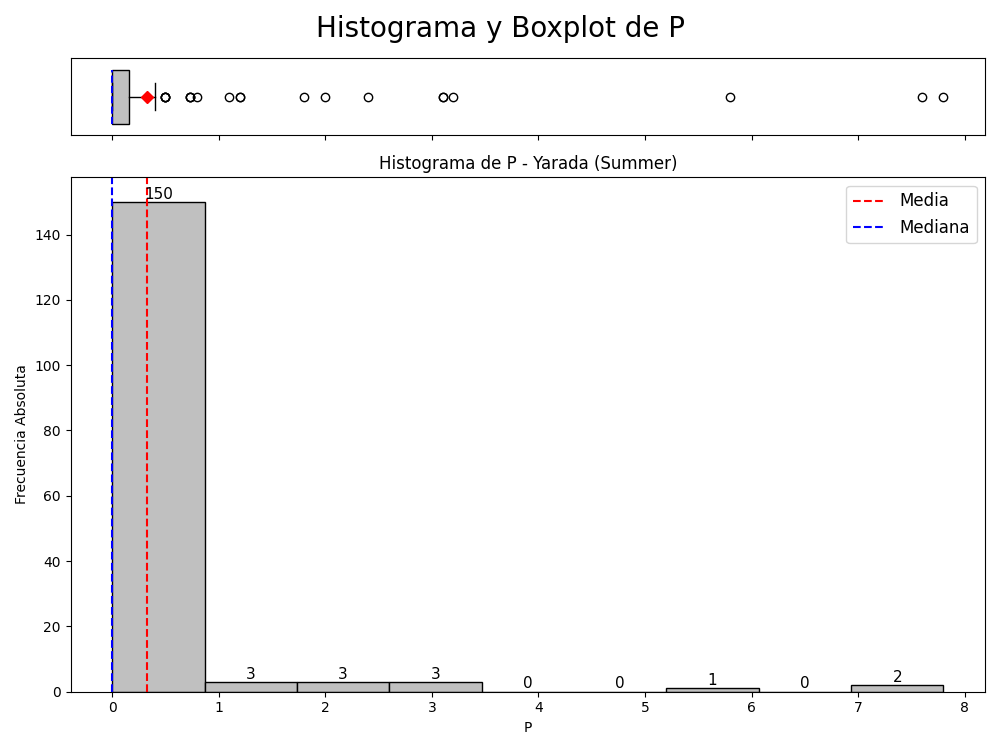 Histograma y Boxplot de P
Histograma de P - Yarada (Summer)
Media
Mediana
150
3
3
3
0
0
1
0
2
140
120
100
80
60
40
20
0
Frecuencia Absoluta
0 1 2 3 4 5 6 7 8
P